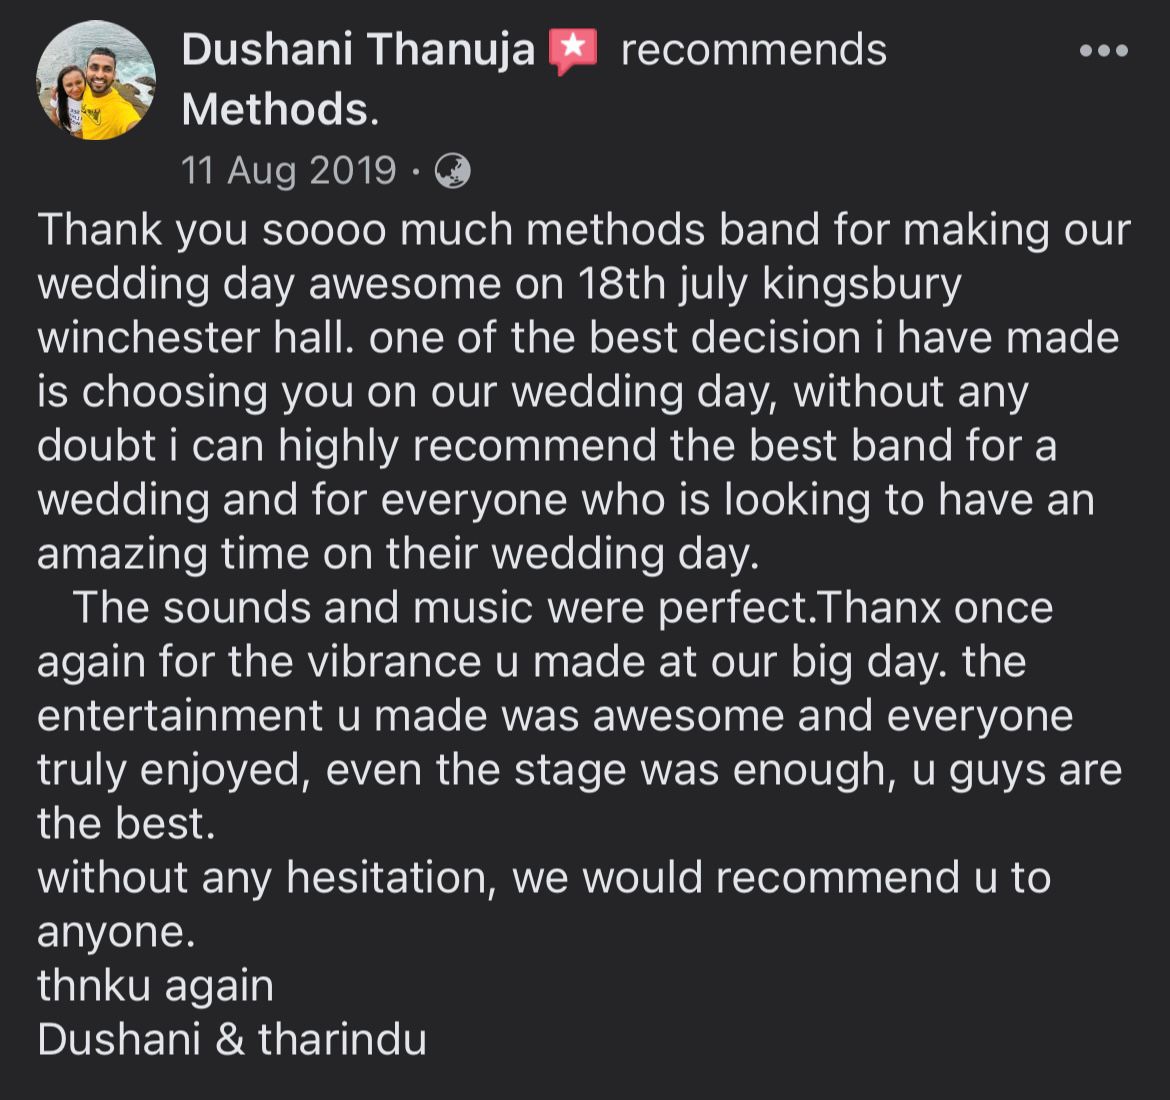 Dushani Thanuja recommends
Methods.
11 Aug 2019 ·
Thank you soooo much methods band for making our
wedding day awesome on 18th july kingsbury
winchester hall. one of the best decision i have made
is choosing you on our wedding day, without any
doubt i can highly recommend the best band for a
wedding and for everyone who is looking to have an
amazing time on their wedding day.
The sounds and music were perfect.Thanx once
again for the vibrance u made at our big day. the
entertainment u made was awesome and everyone
truly enjoyed, even the stage was enough, u guys are
the best.
without any hesitation, we would recommend u to
anyone.
thnku again
Dushani & tharindu